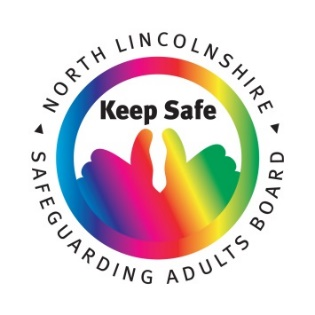 NORTH LINCOLNSHIRE
Keep Safe
SAFEGUARDING ADULTS BOARD